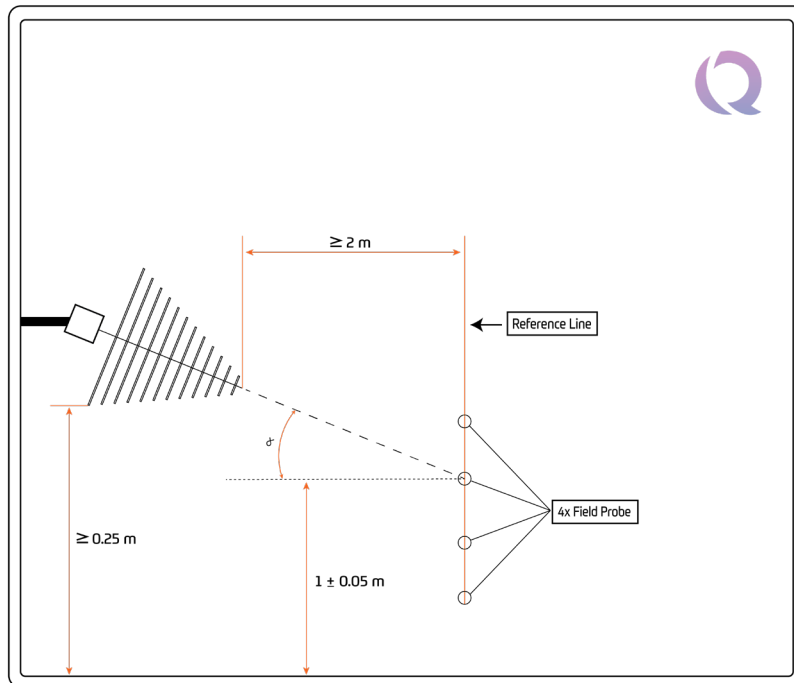 ≥ 2 m
Reference Line
α
4x Field Probe
≥ 0.25 m
1 ± 0.05 m